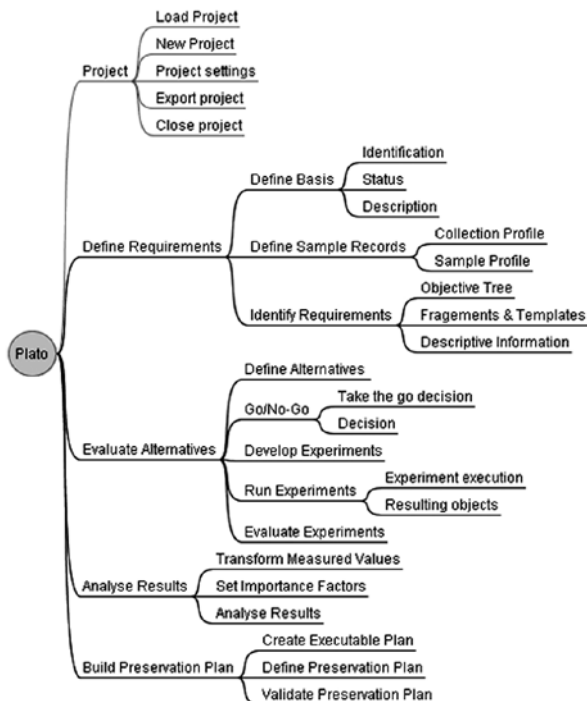 Load Project
New Project
Project
Project settings
Export project
Close project
Identification
Define Basis
Status
Description
Collection Profile
Define Requirements
Define Sample Records
Sample Profile
Objective Tree
Identify Requirements
Fragements & Templates
Descriptive Information
Plato
Define Alternatives
Take the go decision
Go/No-Go
Decision
Evaluate Alternatives
Develop Experiments
Experiment execution
Run Experiments
Resulting objects
Evaluate Experiments
Transform Measured Values
Analyse Results
Set Importance Factors
Analyse Results
Create Executable Plan
Build Preservation Plan
Define Preservation Plan
Validate Preservation Plan